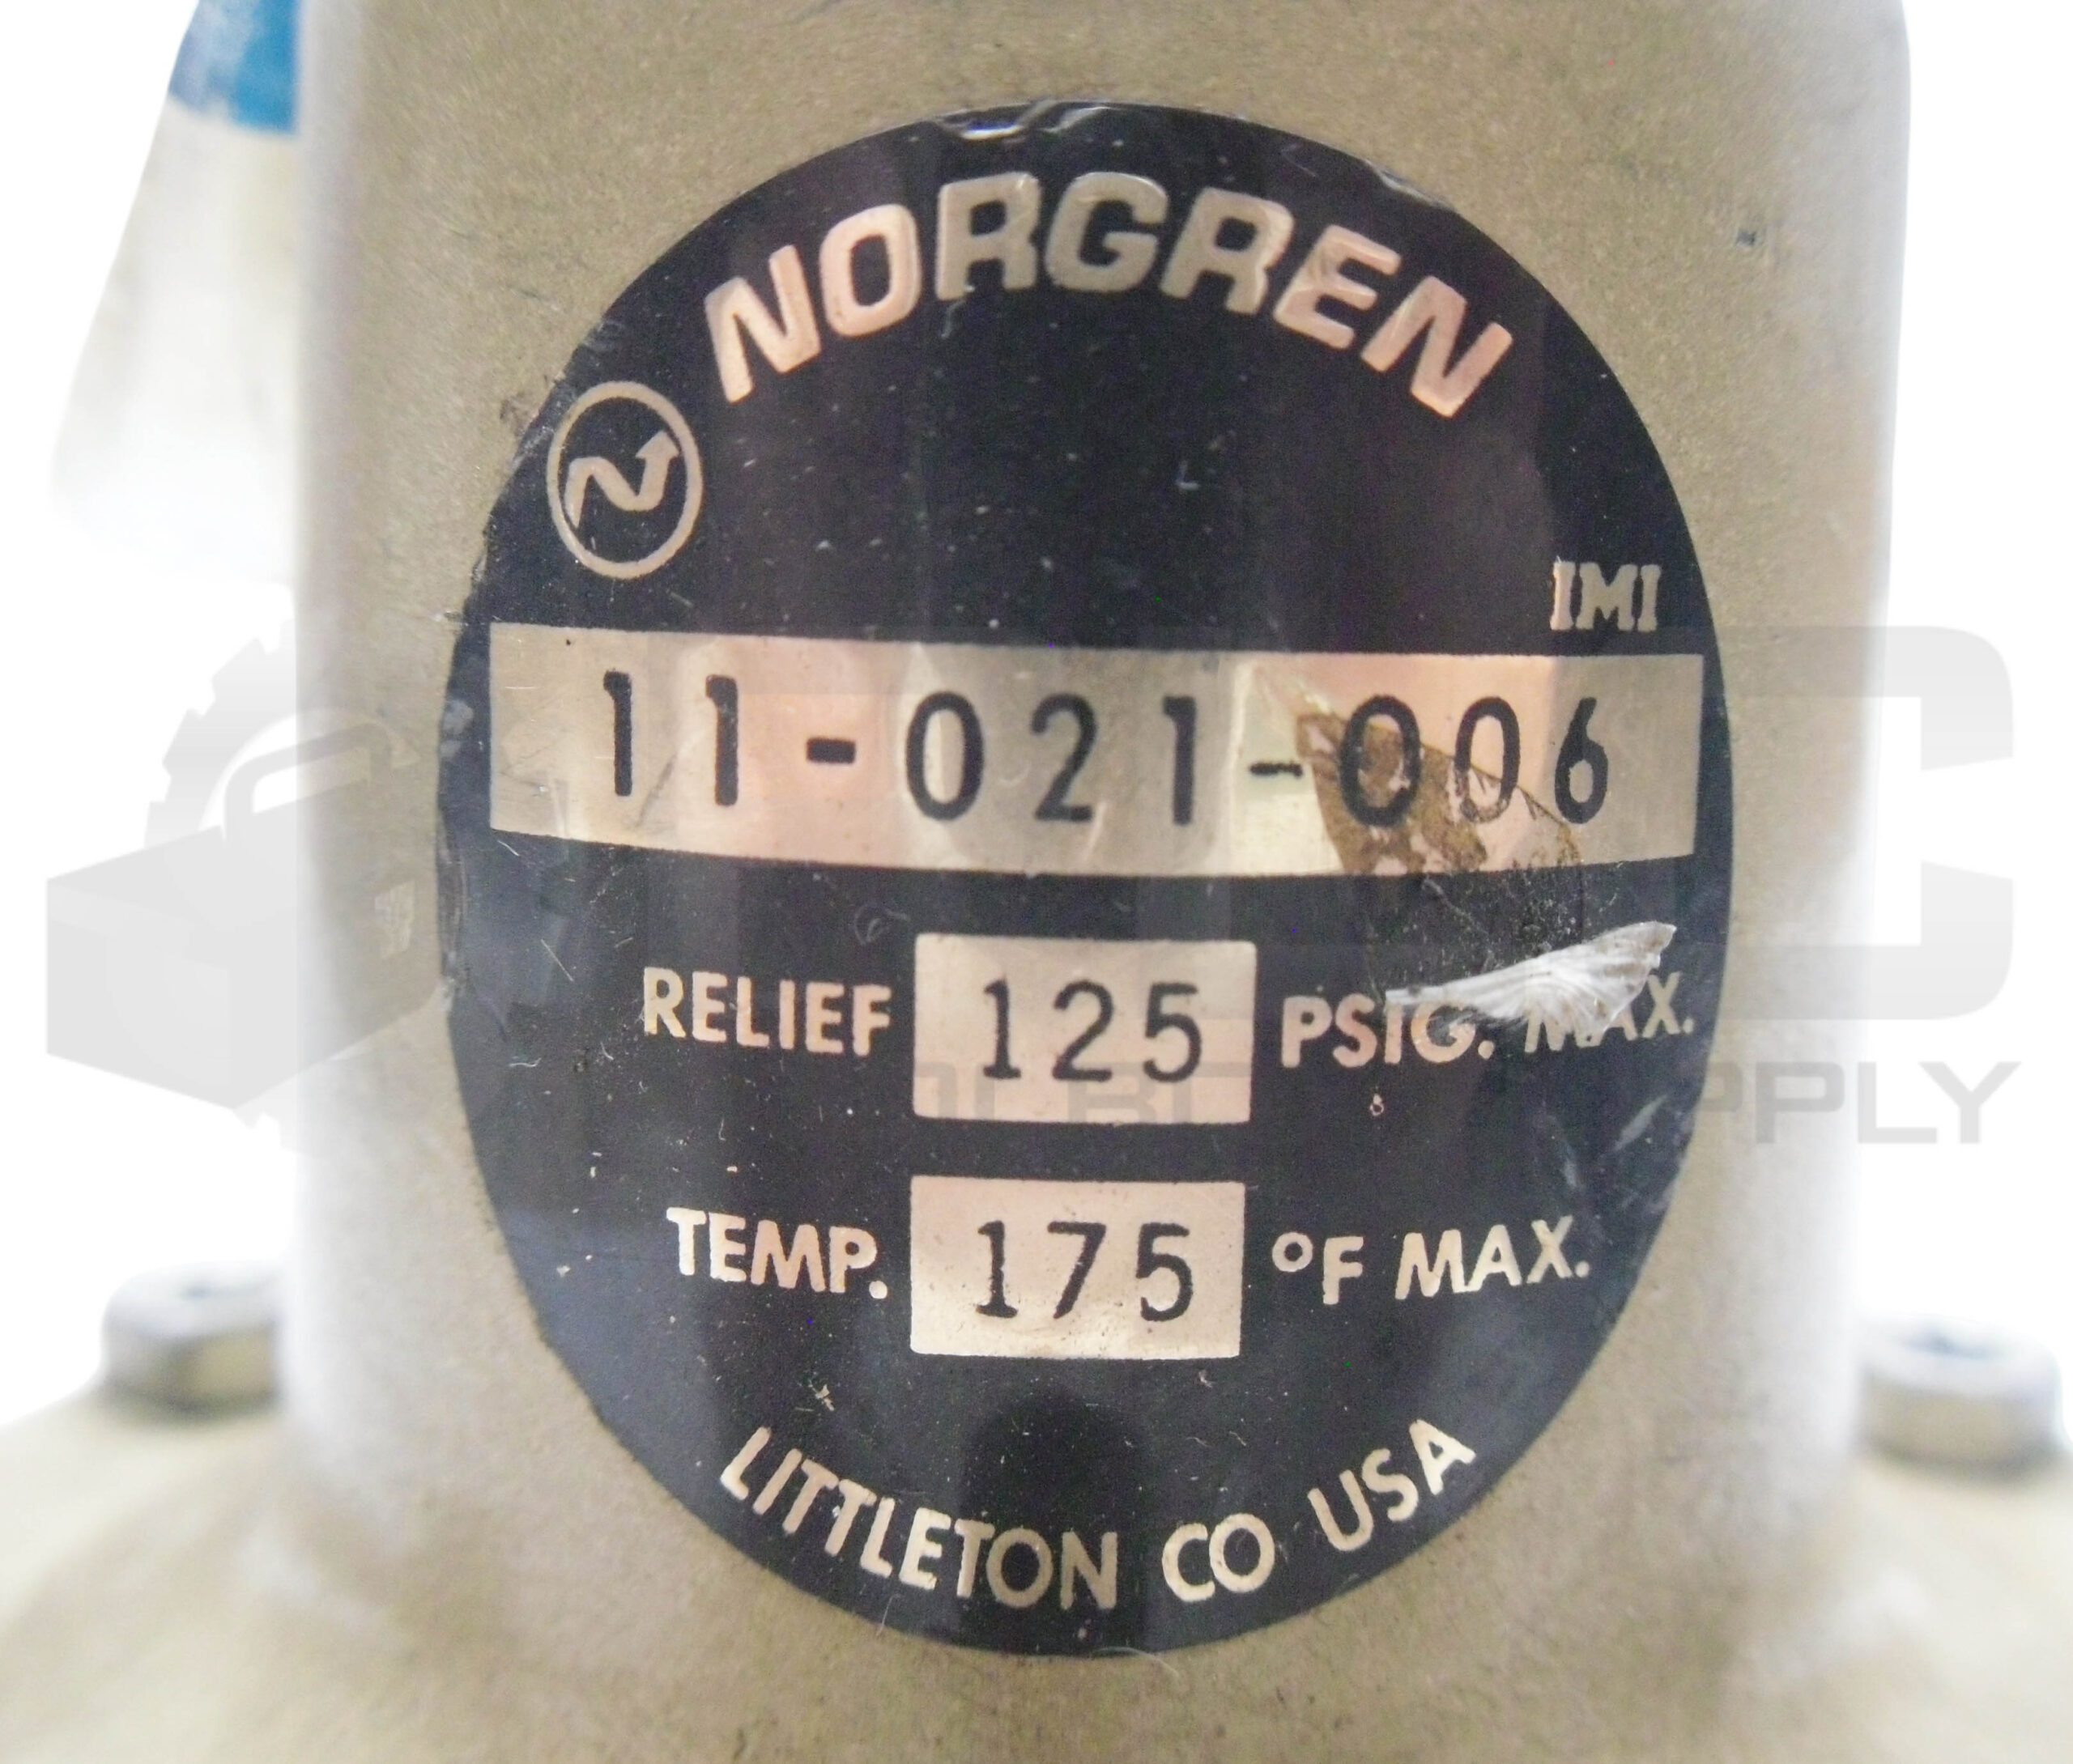 NORGREN
IMI
11-021-006
RELIEF 125 PSIG. MAX.
TEMP. 175 °F MAX.
LITTLETON CO USA